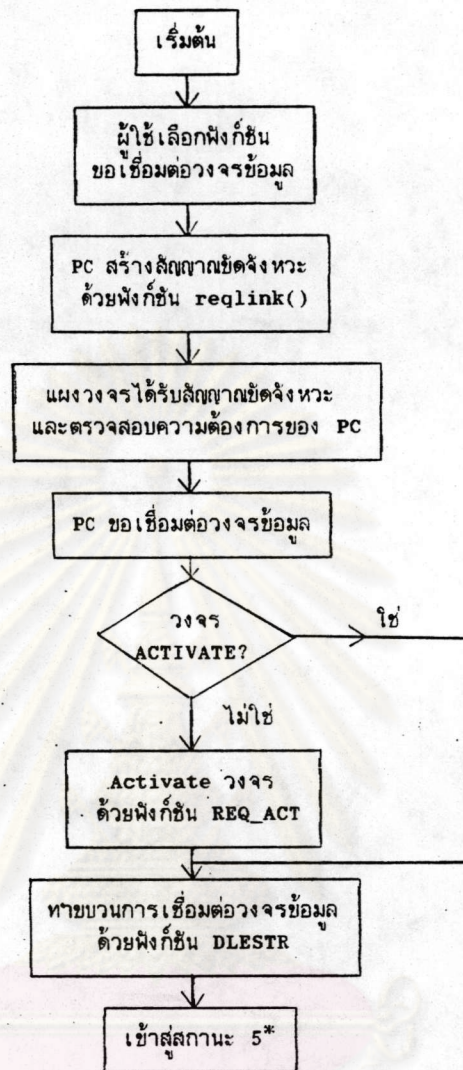 เริ่มต้น
ผู้ใช้เลือกฟังก์ชัน
ขอเชื่อมต่อวงจรข้อมูล
PC สร้างสัญญาณขัดจังหวะ
ด้วยฟังก์ชัน reqlink()
แผงวงจรได้รับสัญญาณขัดจังหวะ
และตรวจสอบความต้องการของ PC
PC ขอเชื่อมต่อวงจรข้อมูล
วงจร
ACTIVATE?
ใช่
ไม่ใช่
Activate วงจร
ด้วยฟังก์ชัน REQ_ACT
ทำขบวนการเชื่อมต่อวงจรข้อมูล
ด้วยฟังก์ชัน DLESTR
เข้าสู่สถานะ 5*